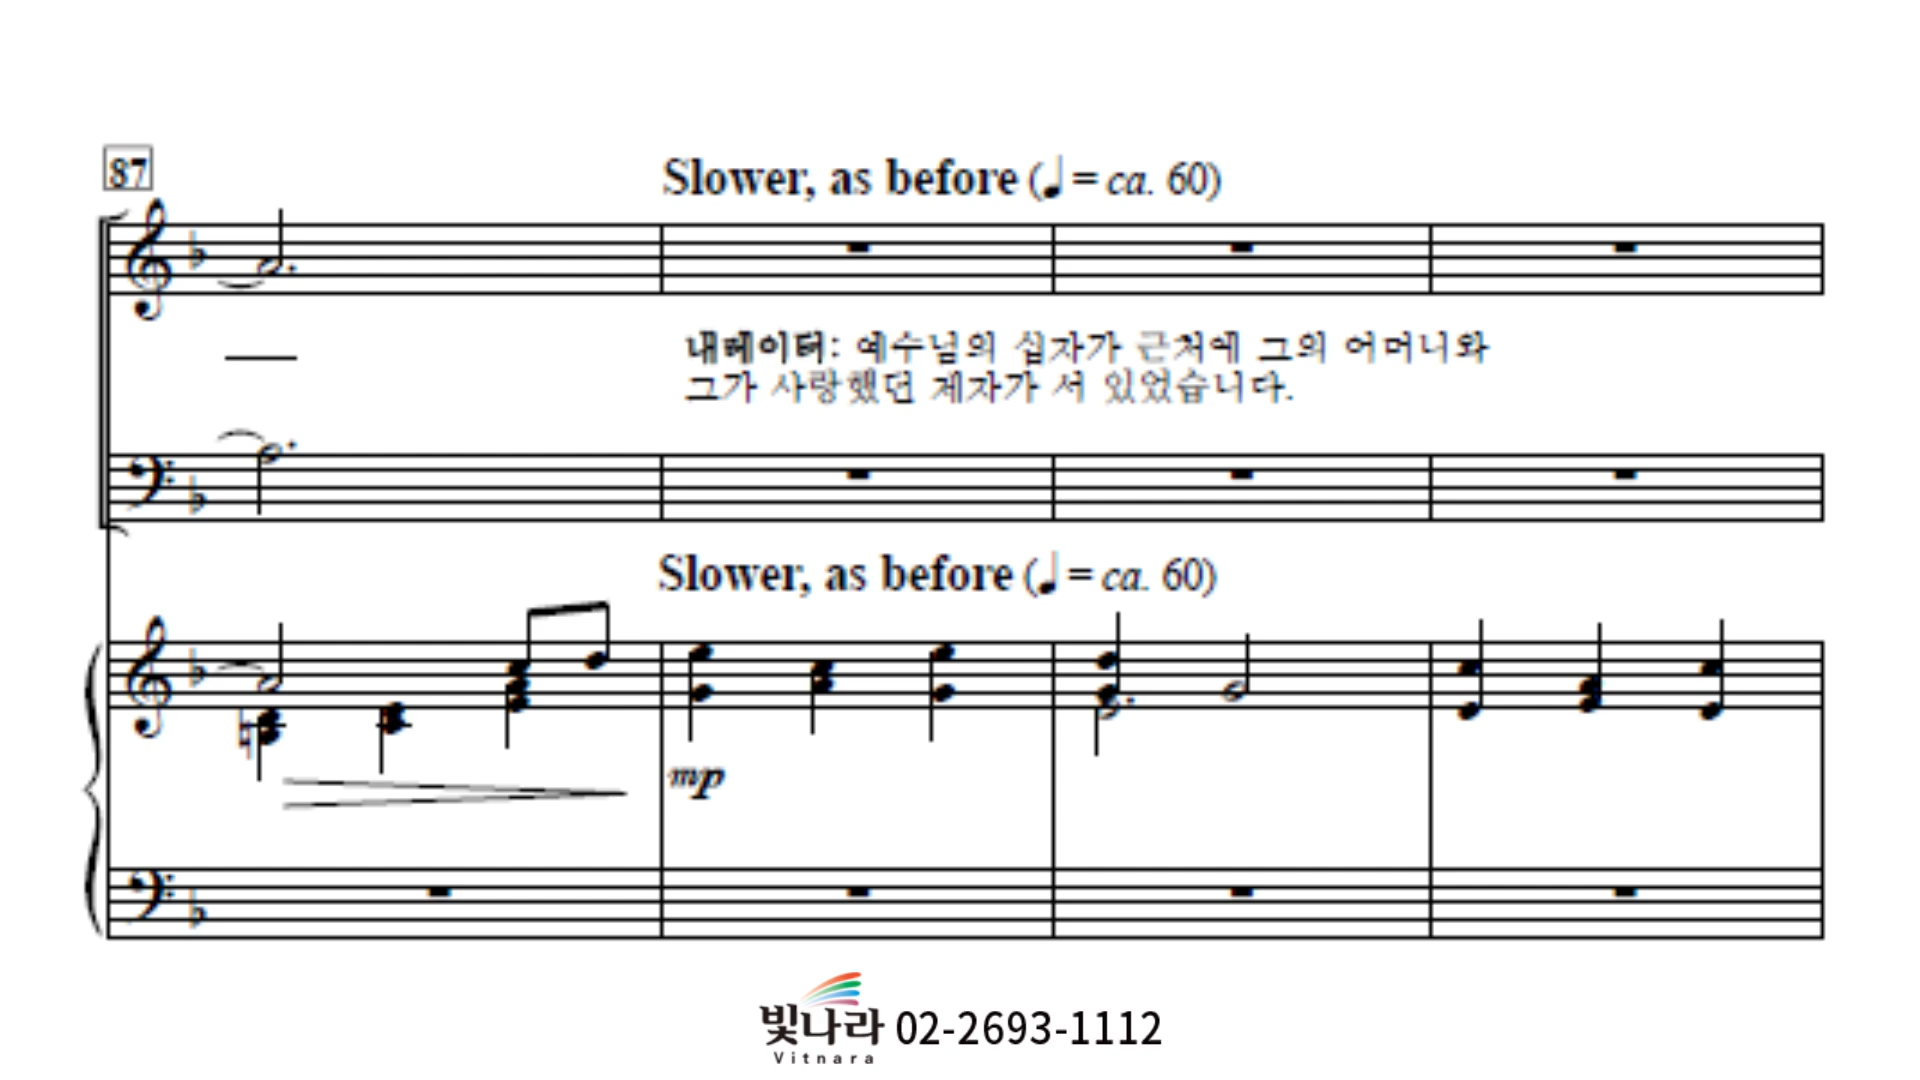 87
Slower, as before (♩ = ca. 60)
내레이터: 예수님의 십자가 근처에 그의 어머니와
그가 사랑했던 제자가 서 있었습니다.
Slower, as before (♩ = ca. 60)
mp
빛나라 02-2693-1112
Vitnara